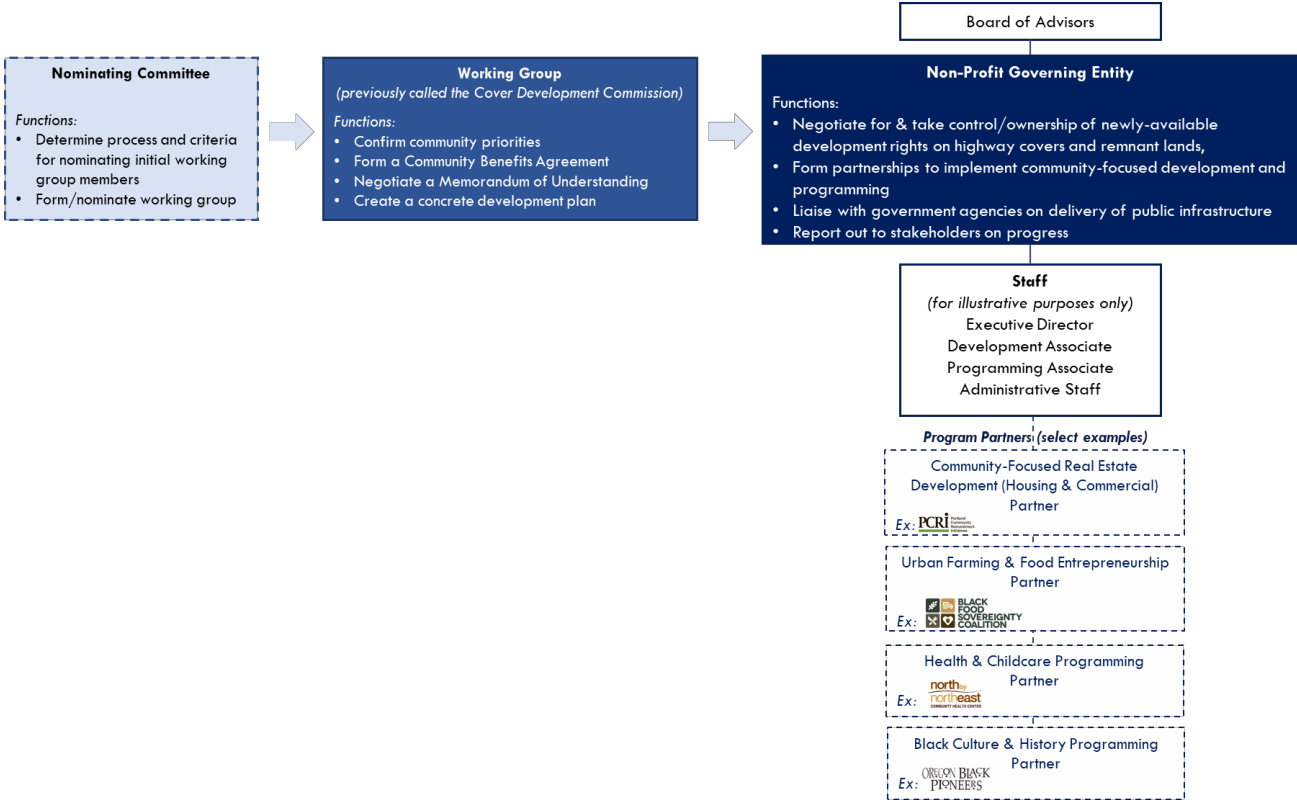 Board of Advisors
Nominating Committee
Functions:
• Determine process and criteria
for nominating initial working
group members
• Form/nominate working group
Working Group
(previously called the Cover Development Commission)
Functions:
• Confirm community priorities
• Form a Community Benefits Agreement
• Negotiate a Memorandum of Understanding
• Create a concrete development plan
Non-Profit Governing Entity
Functions:
• Negotiate for & take control/ownership of newly-available
development rights on highway covers and remnant lands,
• Form partnerships to implement community-focused development and
programming
• Liaise with government agencies on delivery of public infrastructure
• Report out to stakeholders on progress
Staff
(for illustrative purposes only)
Executive Director
Development Associate
Programming Associate
Administrative Staff
Program Partners (select examples)
Community-Focused Real Estate
Development (Housing & Commercial)
Partner
Ex: PCRi
Portland
Community
Reinvestment
Initiatives
Urban Farming & Food Entrepreneurship
Partner
Ex:
BLACK
FOOD
SOVEREIGNTY
COALITION
Health & Childcare Programming
Partner
Ex:
north by
northeast
COMMUNITY HEALTH CENTER
Black Culture & History Programming
Partner
Ex:
OREGON BLACK
PIONEERS